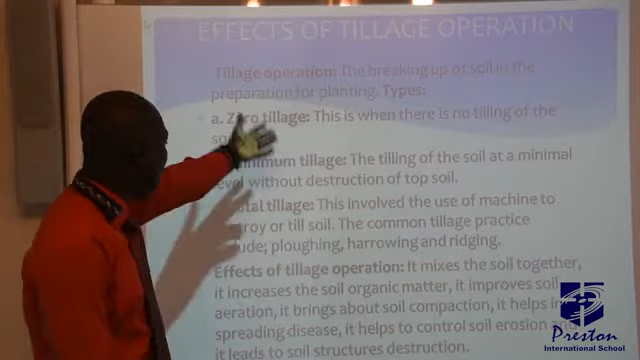 EFFECTS OF TILLAGE OPERATION
Tillage operation: The breaking up of soil in the
preparation for planting. Types:
a. Zero tillage: This is when there is no tilling of the
soil
minimum tillage: The tilling of the soil at a minimal
level without destruction of top soil.
tal tillage: This involved the use of machine to
troy or till soil. The common tillage practice
ude; ploughing, harrowing and ridging.
Effects of tillage operation: It mixes the soil together,
it increases the soil organic matter, it improves soil
aeration, it brings about soil compaction, it helps in
spreading disease, it helps to control soil erosion and
it leads to soil structures destruction.
Preston
International School